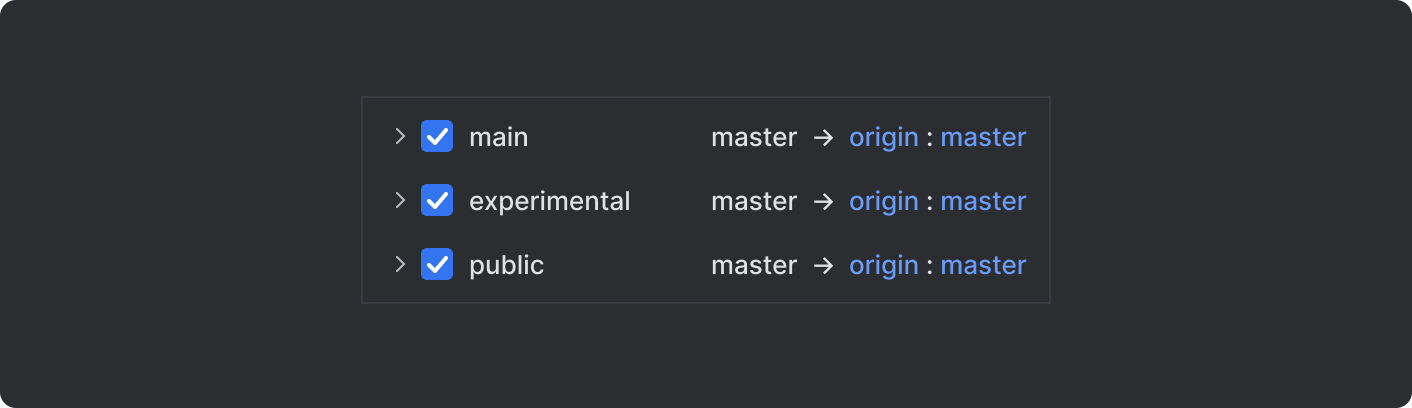 main master → origin : master
experimental master → origin : master
public master → origin : master